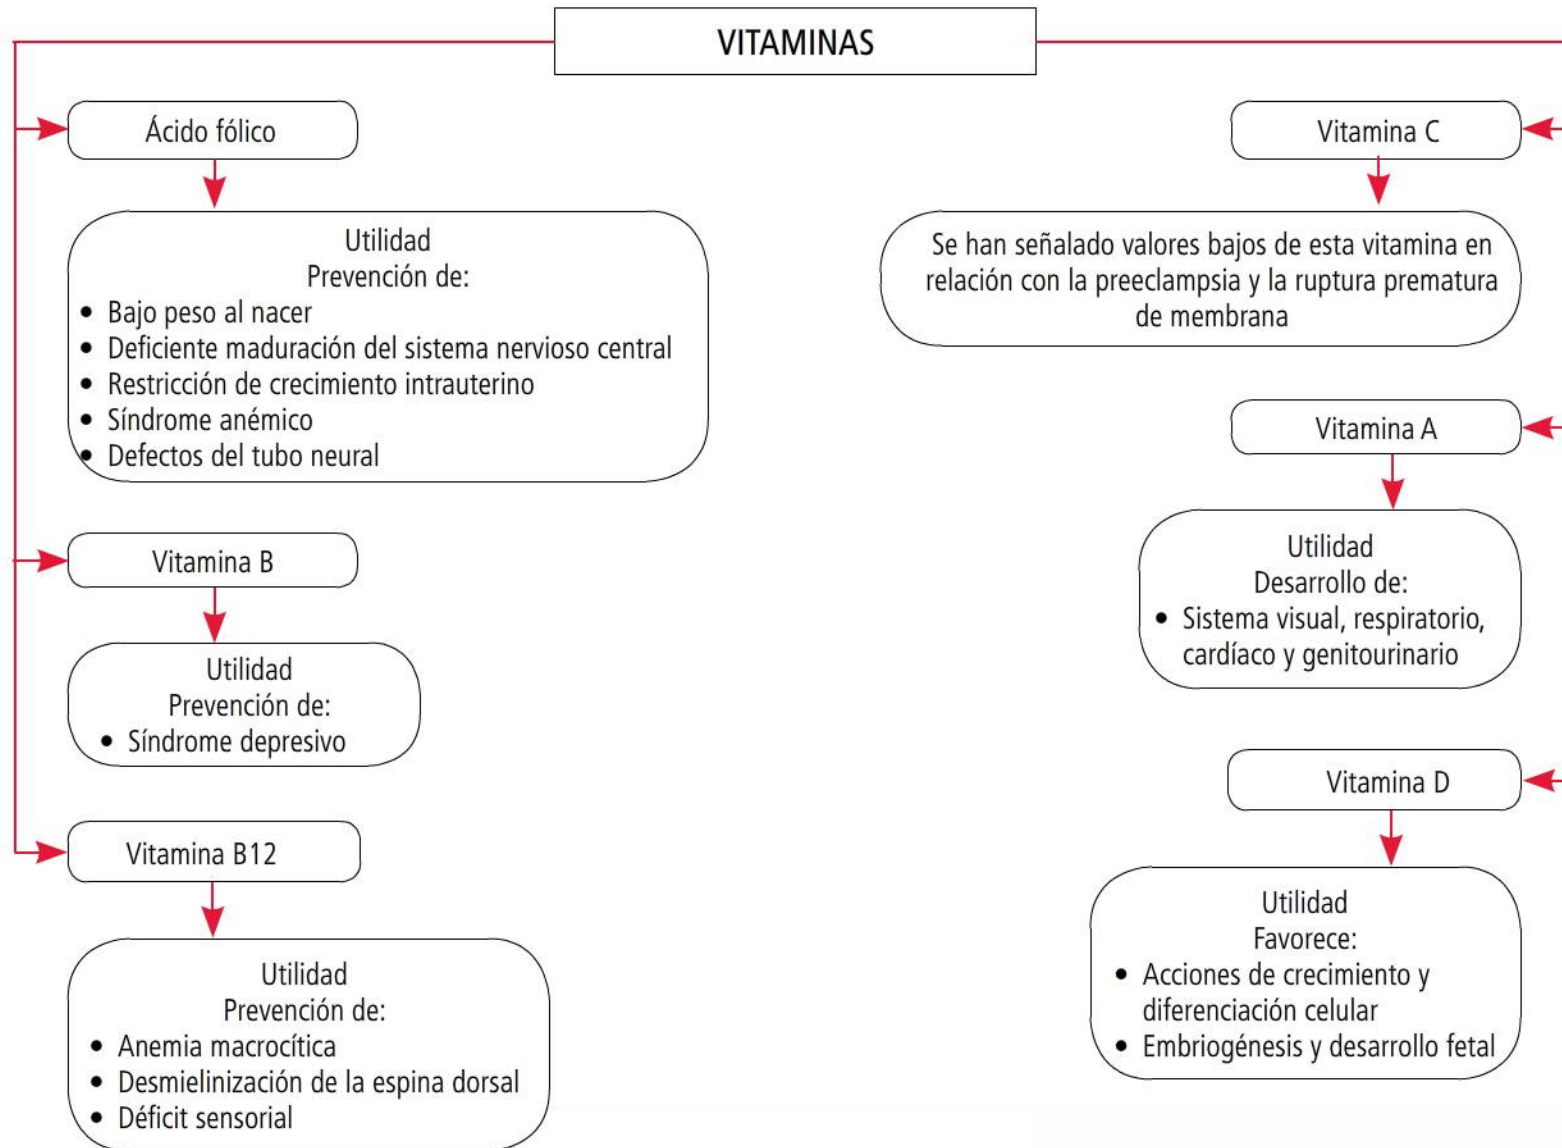 VITAMINAS
Ácido fólico
Utilidad
Prevención de:
• Bajo peso al nacer
• Deficiente maduración del sistema nervioso central
• Restricción de crecimiento intrauterino
• Síndrome anémico
• Defectos del tubo neural
Vitamina B
Utilidad
Prevención de:
• Síndrome depresivo
Vitamina B12
Utilidad
Prevención de:
• Anemia macrocítica
• Desmielinización de la espina dorsal
• Déficit sensorial
Vitamina C
Se han señalado valores bajos de esta vitamina en
relación con la preeclampsia y la ruptura prematura
de membrana
Vitamina A
Utilidad
Desarrollo de:
• Sistema visual, respiratorio,
cardíaco y genitourinario
Vitamina D
Utilidad
Favorece:
• Acciones de crecimiento y
diferenciación celular
• Embriogénesis y desarrollo fetal